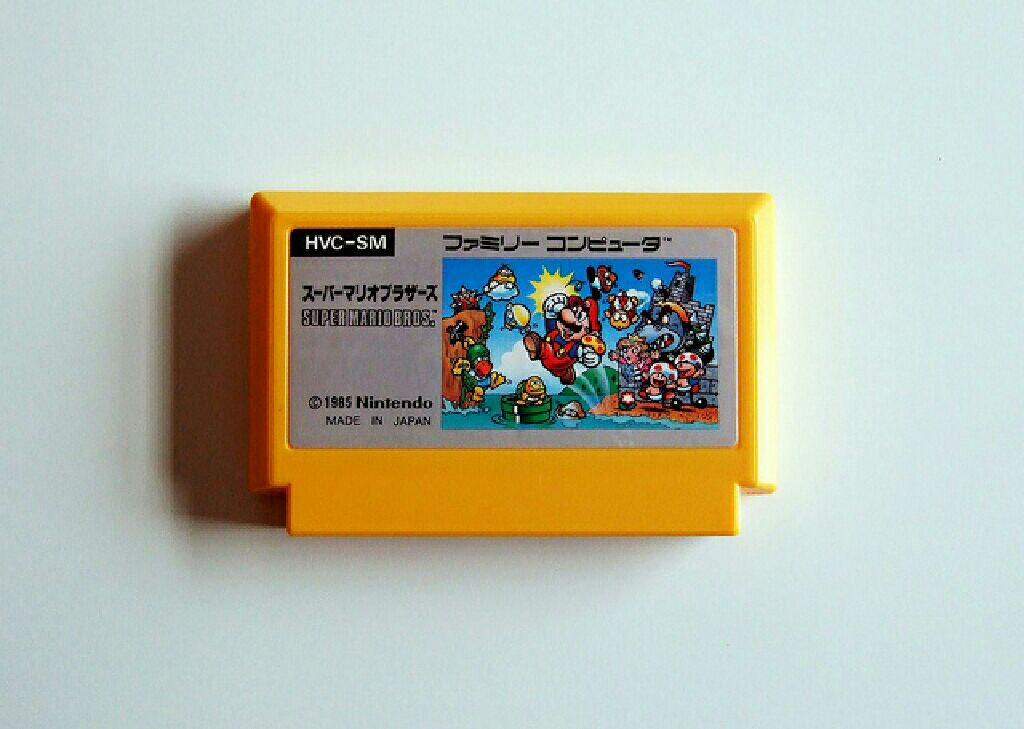 HVC-SM
ファミリー コンピュータ™
スーパーマリオブラザーズ
SUPER MARIO BROS.™
©1985 Nintendo
MADE IN JAPAN